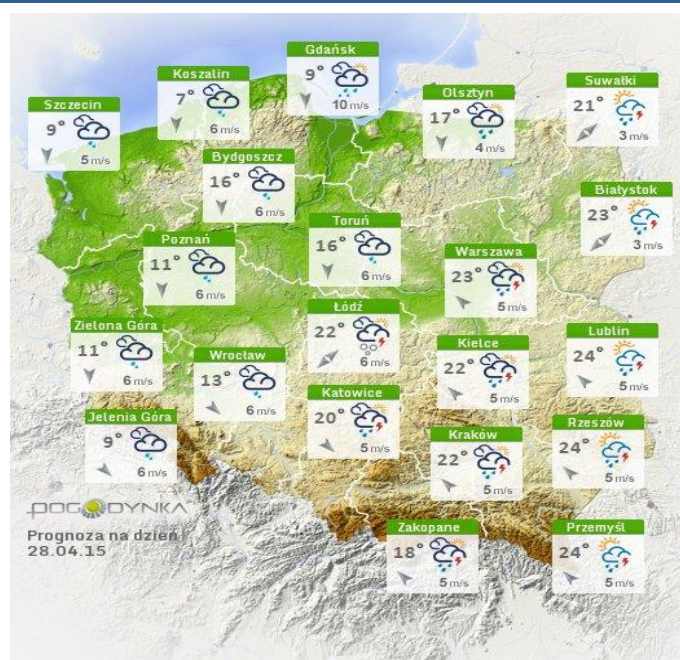 Gdańsk
9°
10 m/s
Koszalin
7°
6 m/s
Suwałki
21°
3 m/s
Olsztyn
17°
4 m/s
Szczecin
9°
5 m/s
Bydgoszcz
16°
6 m/s
Białystok
23°
3 m/s
Toruń
16°
6 m/s
Poznań
11°
6 m/s
Warszawa
23°
5 m/s
Łódź
22°
6 m/s
Zielona Góra
11°
6 m/s
Lublin
24°
5 m/s
Kielce
22°
5 m/s
Wrocław
13°
6 m/s
Katowice
20°
5 m/s
Jelenia Góra
9°
6 m/s
Rzeszów
24°
5 m/s
Kraków
22°
5 m/s
POGODYNKA
Prognoza na dzień
28.04.15
Zakopane
18°
5 m/s
Przemyśl
24°
5 m/s